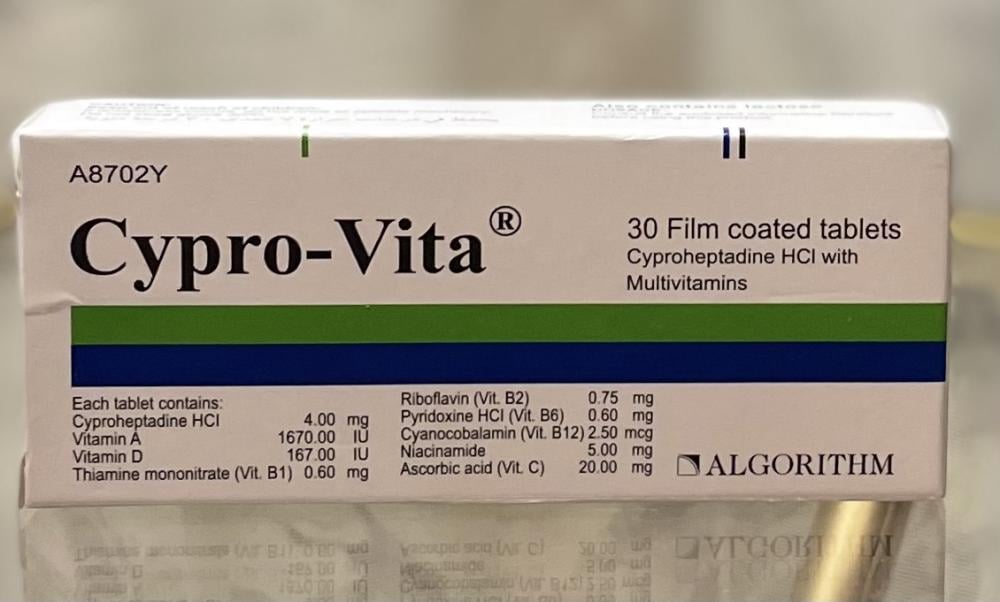 Also contains lactose
A8702Y
Cypro-Vita®
30 Film coated tablets
Cyproheptadine HCl with
Multivitamins
Each tablet contains:
Cyproheptadine HCl 4.00 mg
Vitamin A 1670.00 IU
Vitamin D 167.00 IU
Thiamine mononitrate (Vit. B1) 0.60 mg
Riboflavin (Vit. B2) 0.75 mg
Pyridoxine HCl (Vit. B6) 0.60 mg
Cyanocobalamin (Vit. B12) 2.50 mcg
Niacinamide 5.00 mg
Ascorbic acid (Vit. C) 20.00 mg
ALGORITHM